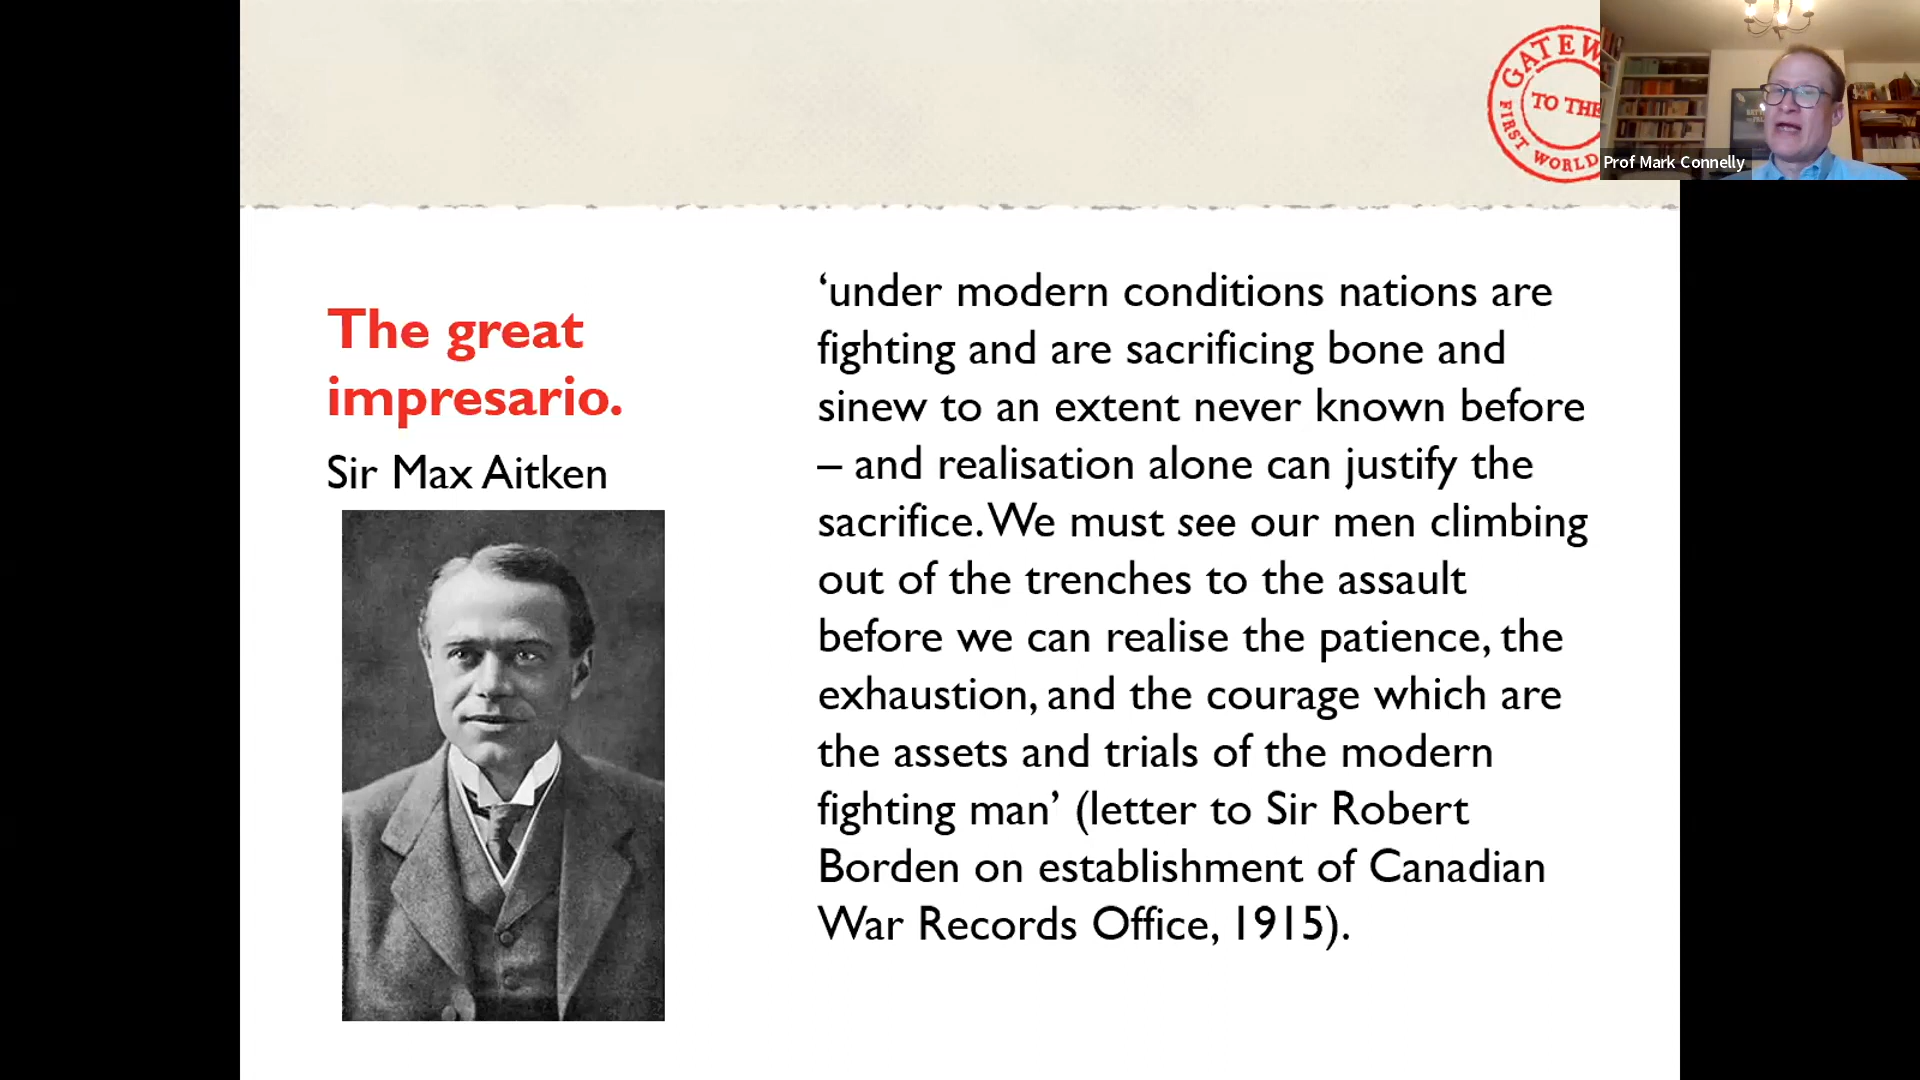 GATEW
TO THE
FIRST WORLD
Prof Mark Connelly
The great
impresario.
Sir Max Aitken
‘under modern conditions nations are
fighting and are sacrificing bone and
sinew to an extent never known before
– and realisation alone can justify the
sacrifice. We must see our men climbing
out of the trenches to the assault
before we can realise the patience, the
exhaustion, and the courage which are
the assets and trials of the modern
fighting man’ (letter to Sir Robert
Borden on establishment of Canadian
War Records Office, 1915).